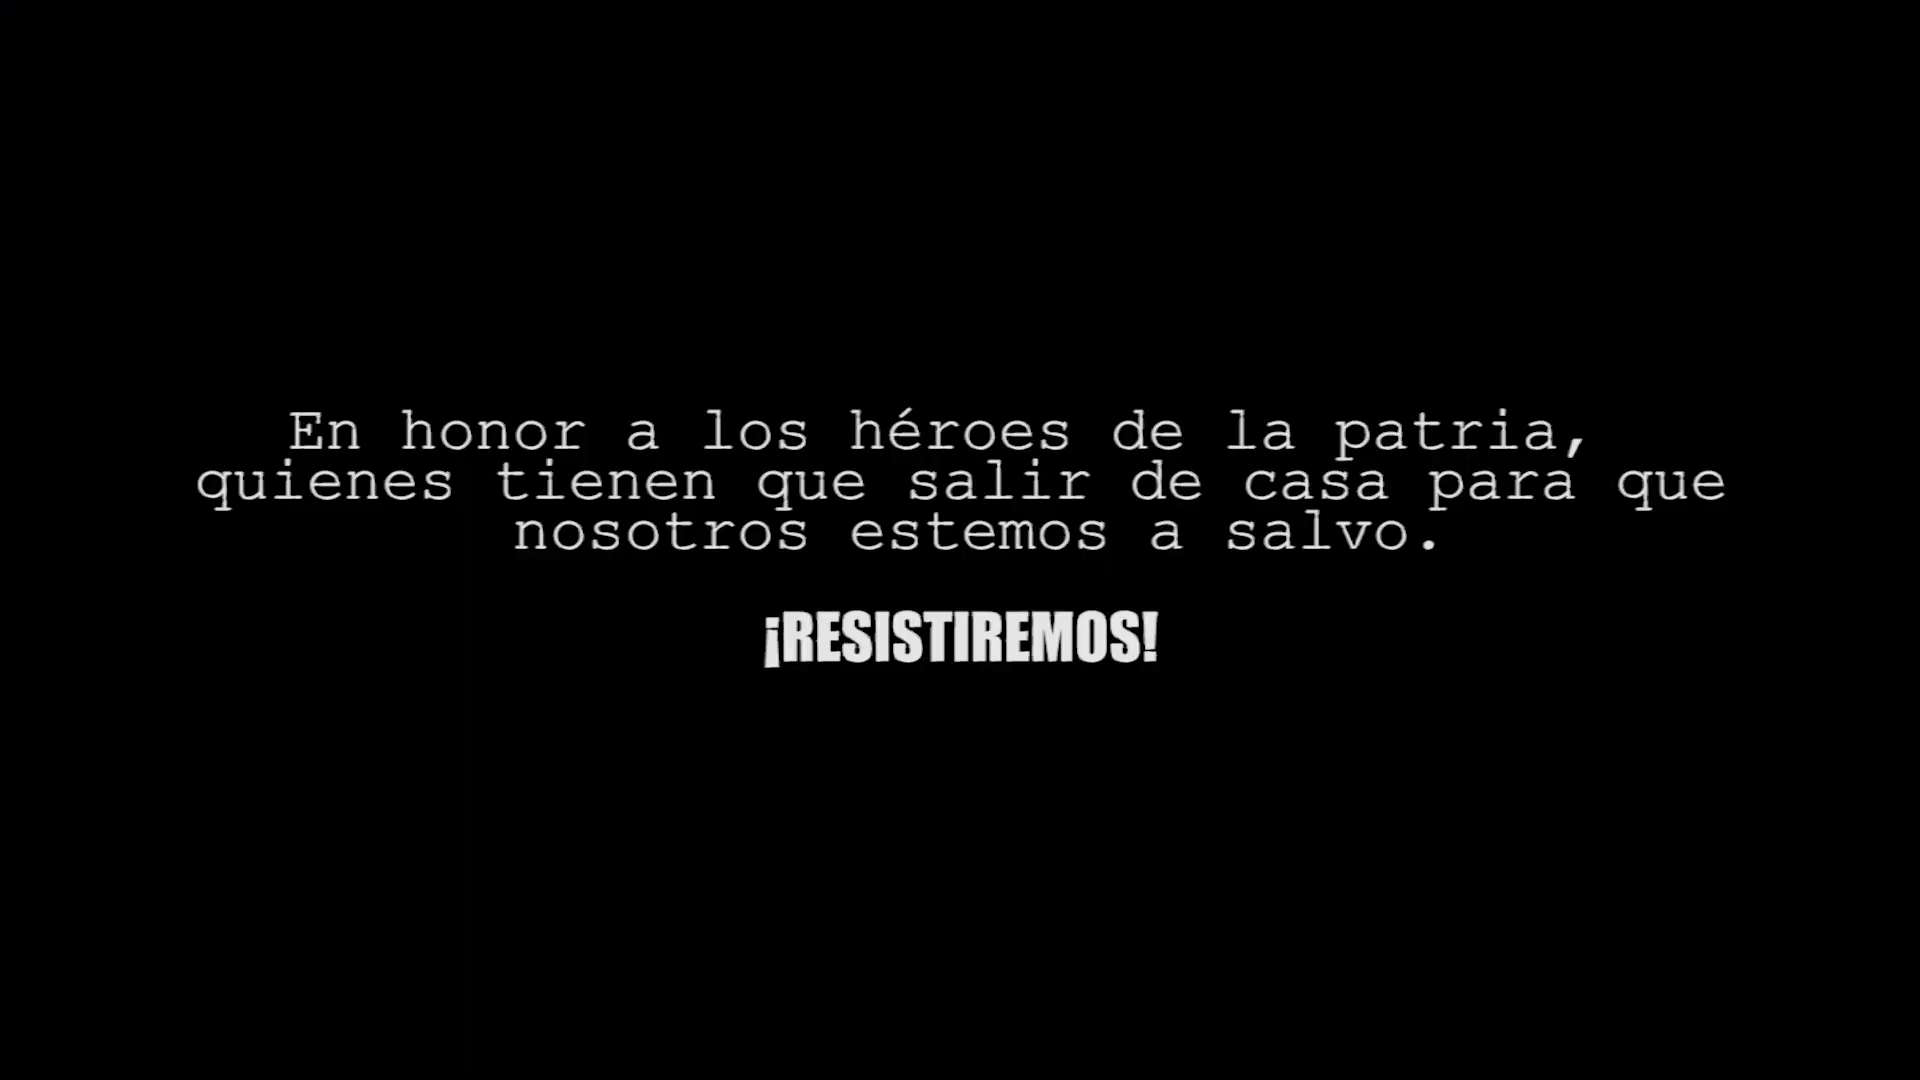 En honor a los héroes de la patria,
quienes tienen que salir de casa para que
nosotros estemos a salvo.
¡RESISTIREMOS!